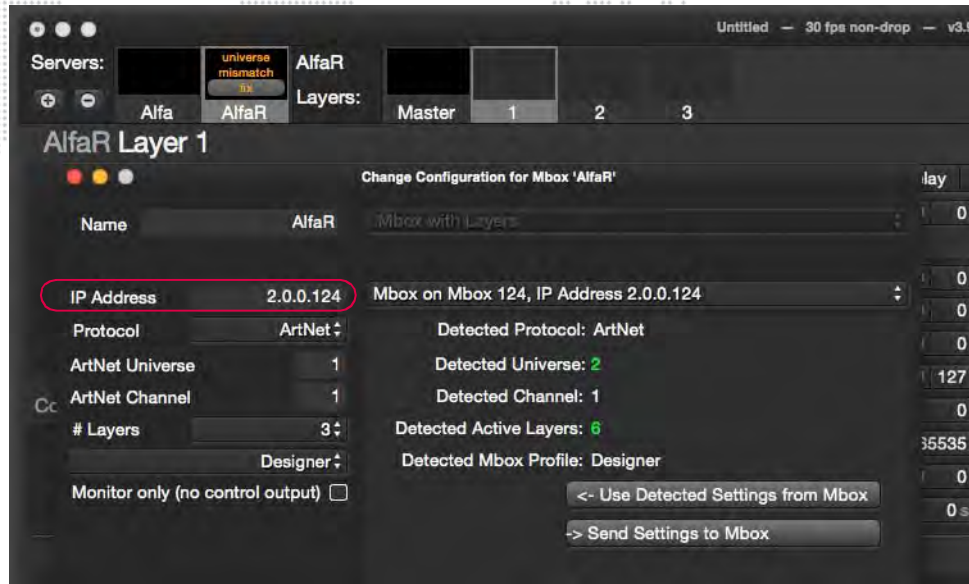 Untitled — 30 fps non-drop — v3.
Servers:
universe
mismatch
fix
AlfaR
Layers:
Alfa
AlfaR
Master
1
2
3
AlfaR Layer 1
Change Configuration for Mbox 'AlfaR'
lay
Name AlfaR
Mbox with Layers
0
IP Address 2.0.0.124
Mbox on Mbox 124, IP Address 2.0.0.124
0
Protocol ArtNet
Detected Protocol: ArtNet
0
ArtNet Universe 1
Detected Universe: 2
0
127
ArtNet Channel 1
Detected Channel: 1
0
# Layers 3
Detected Active Layers: 6
5535
Designer
Detected Mbox Profile: Designer
0
Monitor only (no control output)
<- Use Detected Settings from Mbox
0 s
-> Send Settings to Mbox